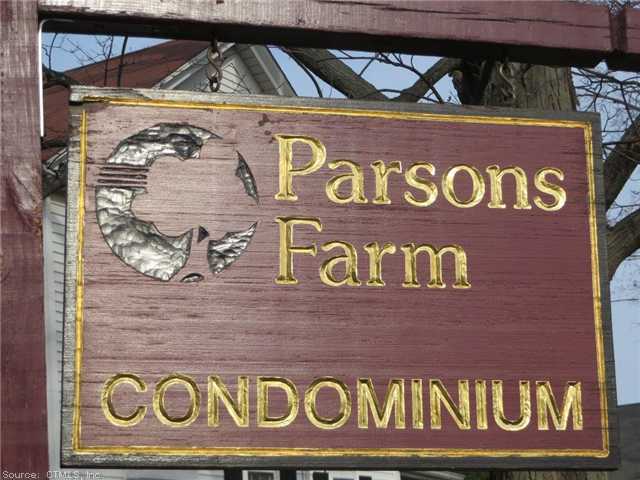 Parsons
Farm
CONDOMINIUM
Source: CTMLS, Inc.